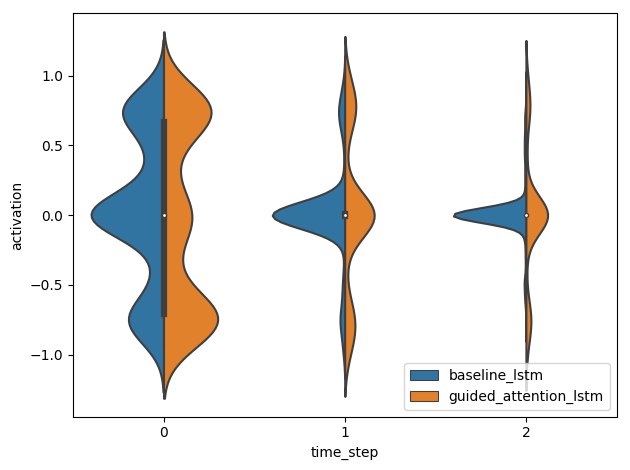 1.0
0.5
0.0
−0.5
−1.0
activation
0 1 2
time_step
baseline_lstm
guided_attention_lstm